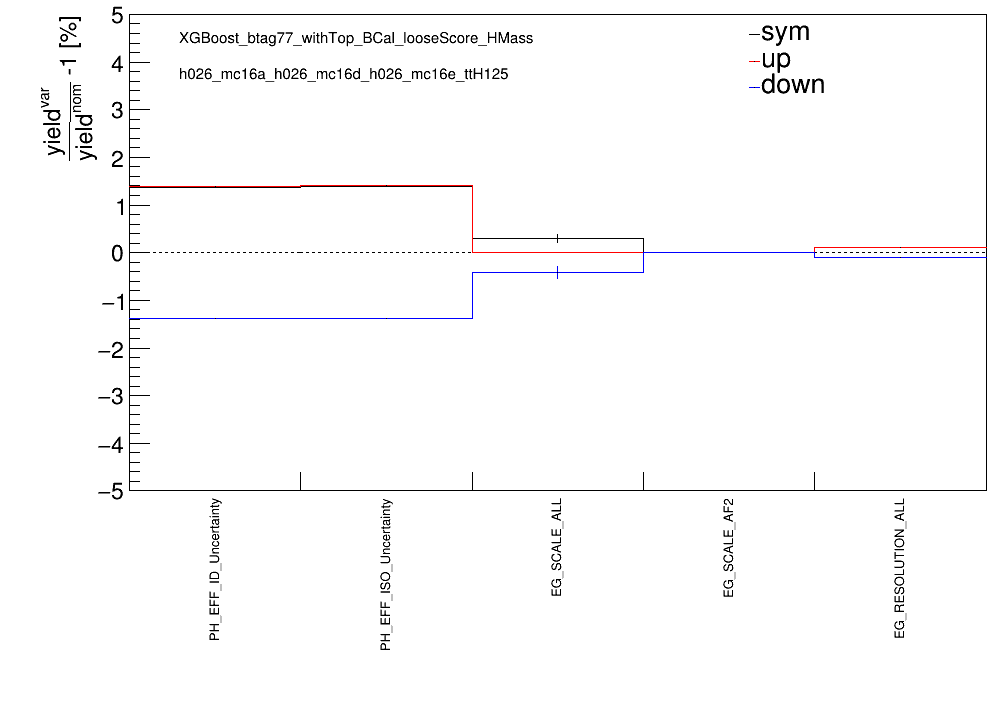 yield^var / yield^nom -1 [%]
XGBoost_btag77_withTop_BCal_looseScore_HMass
h026_mc16a_h026_mc16d_h026_mc16e_ttH125
sym
up
down
5
4
3
2
1
0
−1
−2
−3
−4
−5
PH_EFF_ID_Uncertainty
PH_EFF_ISO_Uncertainty
EG_SCALE_ALL
EG_SCALE_AF2
EG_RESOLUTION_ALL